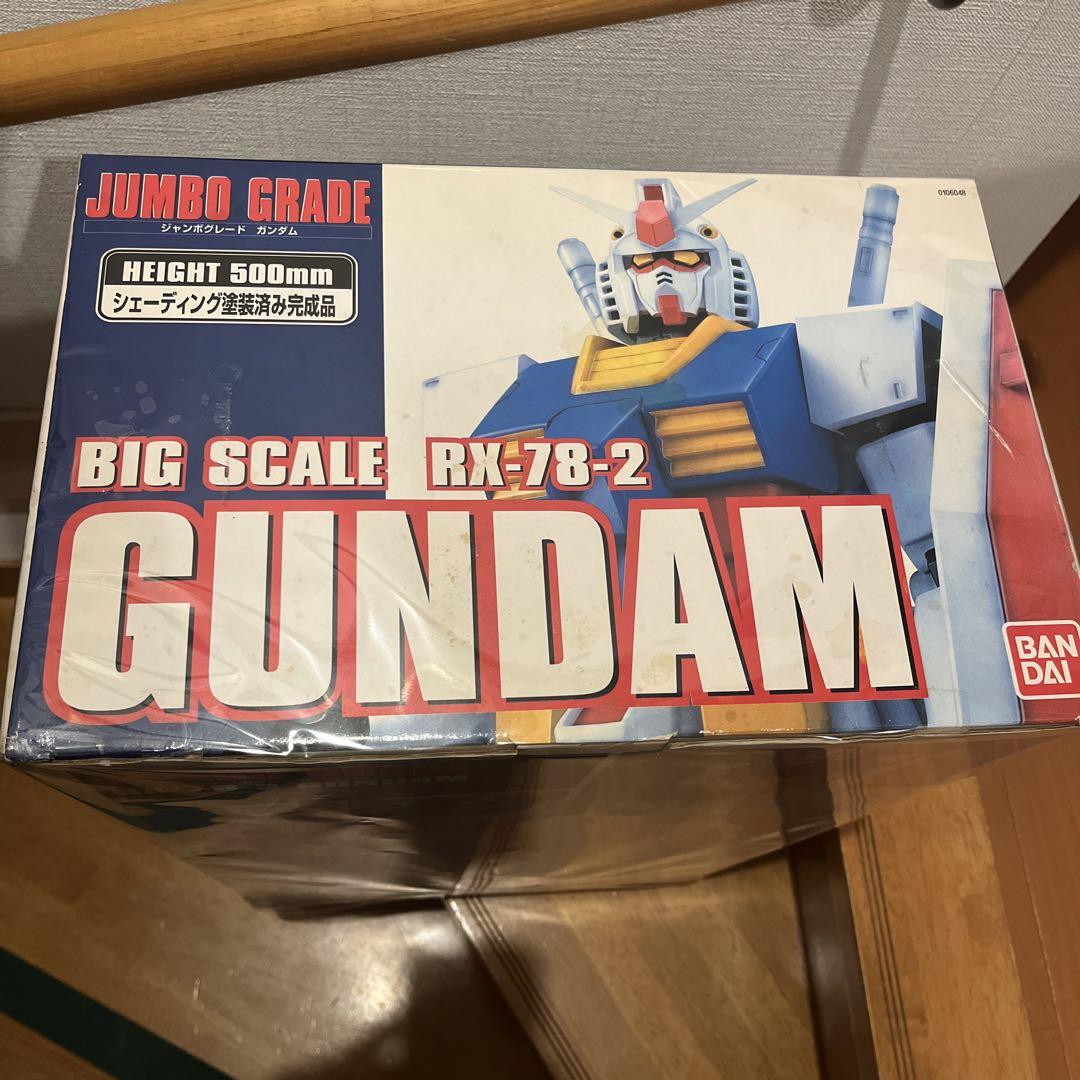 JUMBO GRADE
ジャンボグレード ガンダム
HEIGHT 500mm
シェーディング塗装済み完成品
0106048
BIG SCALE RX-78-2
GUNDAM
BAN
DAI